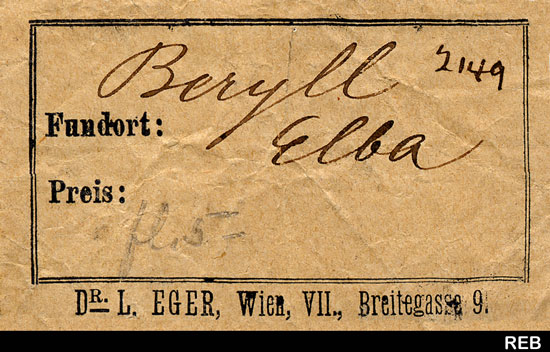 Beryll 2149
Fundort: Elba
Preis:
fl. 5-
DR. L. EGER, Wien, VII., Breitegasse 9.
REB